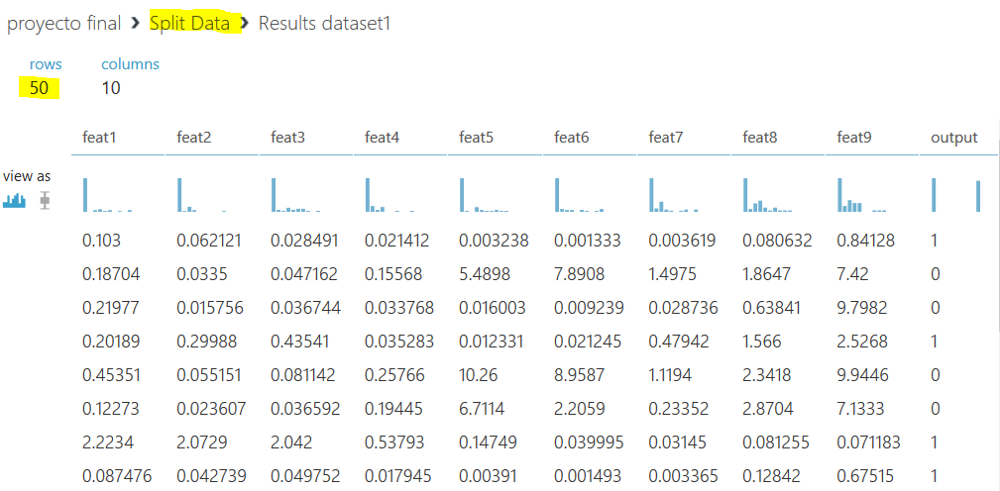 proyecto final > Split Data > Results dataset1
rows columns
50 10
feat1 feat2 feat3 feat4 feat5 feat6 feat7 feat8 feat9 output
view as
0.103 0.062121 0.028491 0.021412 0.003238 0.001333 0.003619 0.080632 0.84128 1
0.18704 0.0335 0.047162 0.15568 5.4898 7.8908 1.4975 1.8647 7.42 0
0.21977 0.015756 0.036744 0.033768 0.016003 0.009239 0.028736 0.63841 9.7982 0
0.20189 0.29988 0.43541 0.035283 0.012331 0.021245 0.47942 1.566 2.5268 1
0.45351 0.055151 0.081142 0.25766 10.26 8.9587 1.1194 2.3418 9.9446 0
0.12273 0.023607 0.036592 0.19445 6.7114 2.2059 0.23352 2.8704 7.1333 0
2.2234 2.0729 2.042 0.53793 0.14749 0.039995 0.03145 0.081255 0.071183 1
0.087476 0.042739 0.049752 0.017945 0.00391 0.001493 0.003365 0.12842 0.67515 1